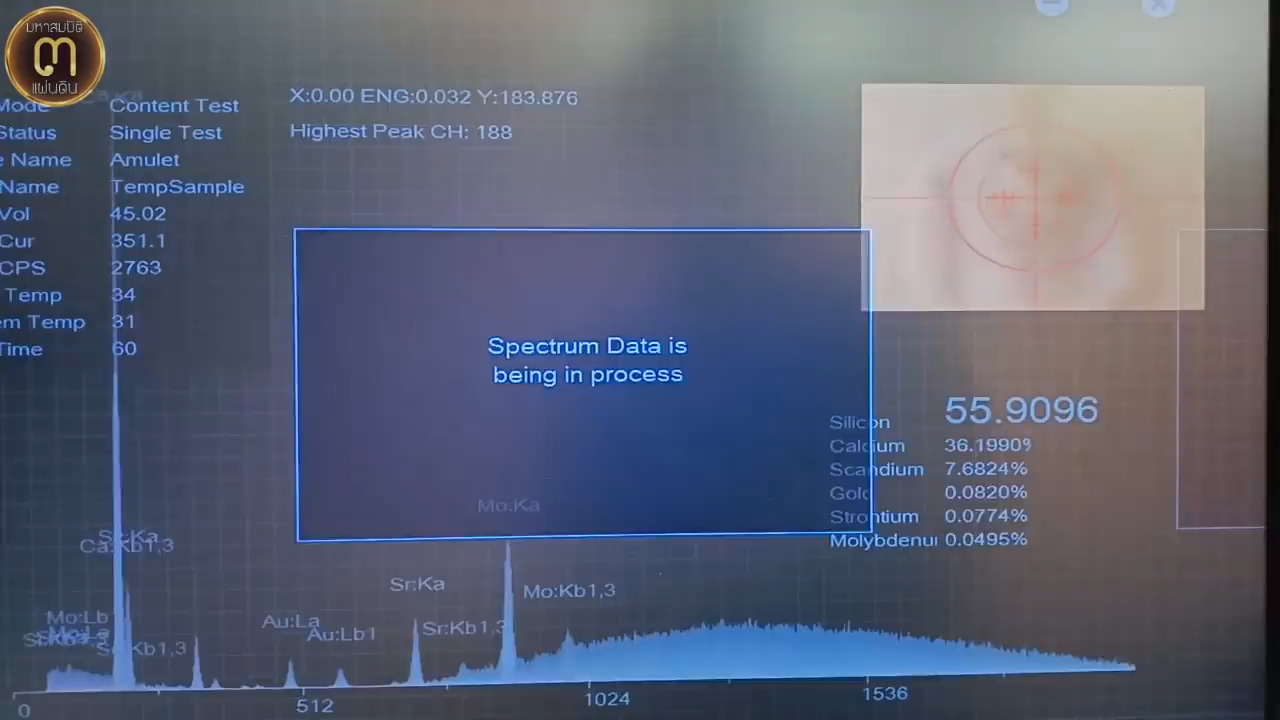 มหาสมบัติ
๓
แผ่นดิน
Mode Content Test
Status Single Test
Name Amulet
Name TempSample
Vol 45.02
Cur 351.1
CPS 2763
Temp 34
Temp 31
Time 60
X:0.00 ENG:0.032 Y:183.876
Highest Peak CH: 188
Spectrum Data is
being in process
Silicon 55.9096
Calcium 36.1990%
Scandium 7.6824%
Gold 0.0820%
Strontium 0.0774%
Molybdenu 0.0495%
Mo:Ka
Ca:Kb1,3
Sr:Ka
Mo:Kb1,3
Mo:Lb
Au:La
Au:Lb1
Sr:Kb1,3
0
512
1024
1536